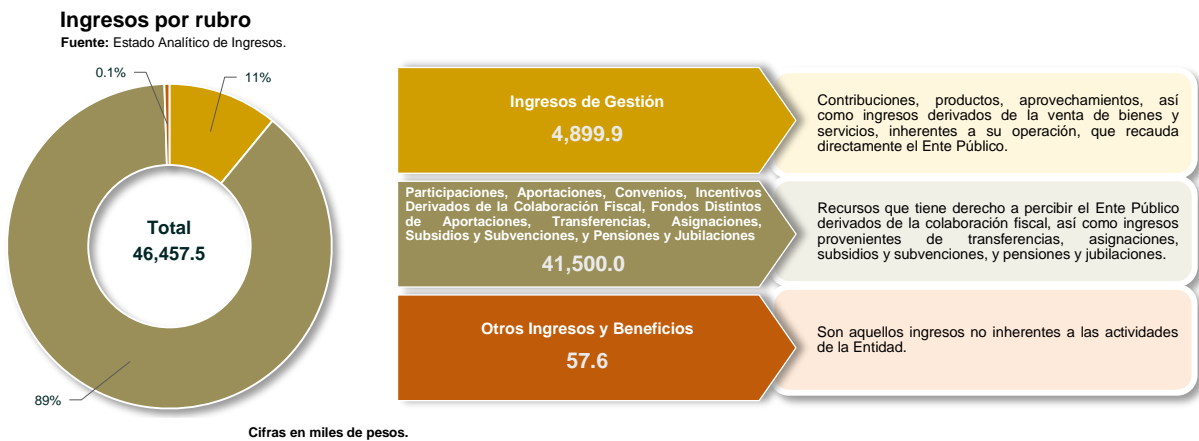 Ingresos por rubro
Fuente: Estado Analítico de Ingresos.
0.1%
11%
Total
46,457.5
89%
Ingresos de Gestión
4,899.9
Contribuciones, productos, aprovechamientos, así
como ingresos derivados de la venta de bienes y
servicios, inherentes a su operación, que recauda
directamente el Ente Público.
Participaciones, Aportaciones, Convenios, Incentivos
Derivados de la Colaboración Fiscal, Fondos Distintos
de Aportaciones, Transferencias, Asignaciones,
Subsidios y Subvenciones, y Pensiones y Jubilaciones
41,500.0
Recursos que tiene derecho a percibir el Ente Público
derivados de la colaboración fiscal, así como ingresos
provenientes de transferencias, asignaciones,
subsidios y subvenciones, y pensiones y jubilaciones.
Otros Ingresos y Beneficios
57.6
Son aquellos ingresos no inherentes a las actividades
de la Entidad.
Cifras en miles de pesos.